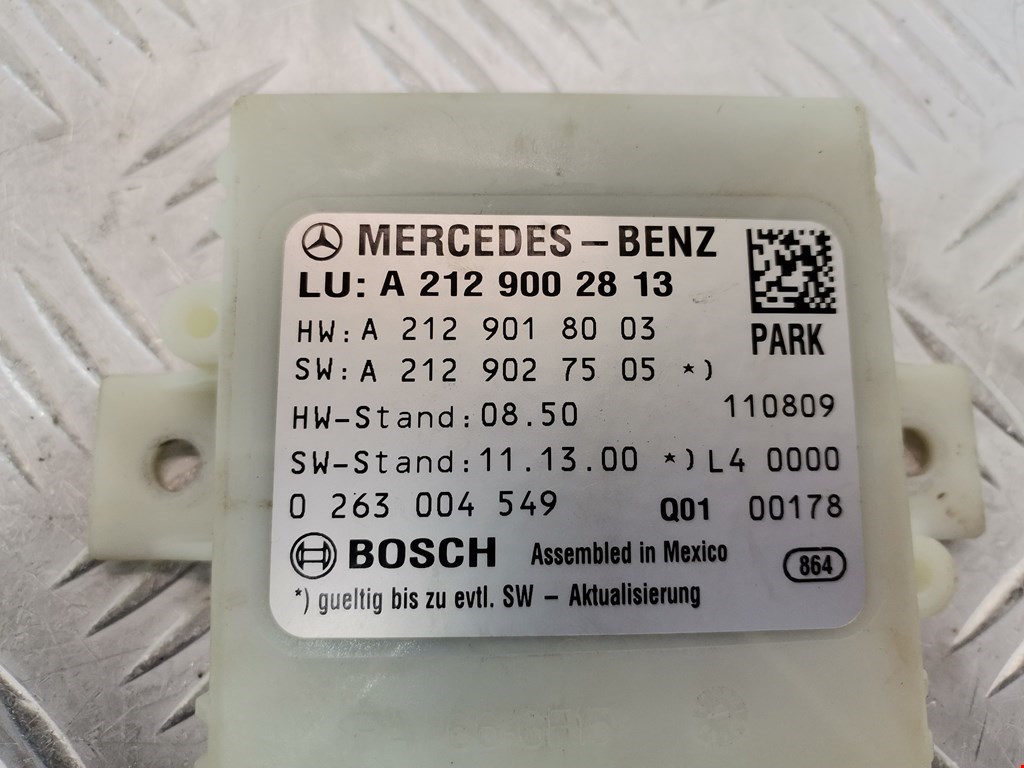 MERCEDES-BENZ
LU: A 212 900 28 13
PARK
HW: A 212 901 80 03
SW: A 212 902 75 05 *)
HW-Stand: 08.50 110809
SW-Stand: 11.13.00 *) L4 0000
0 263 004 549 Q01 00178
BOSCH Assembled in Mexico 864
*) gueltig bis zu evtl. SW - Aktualisierung